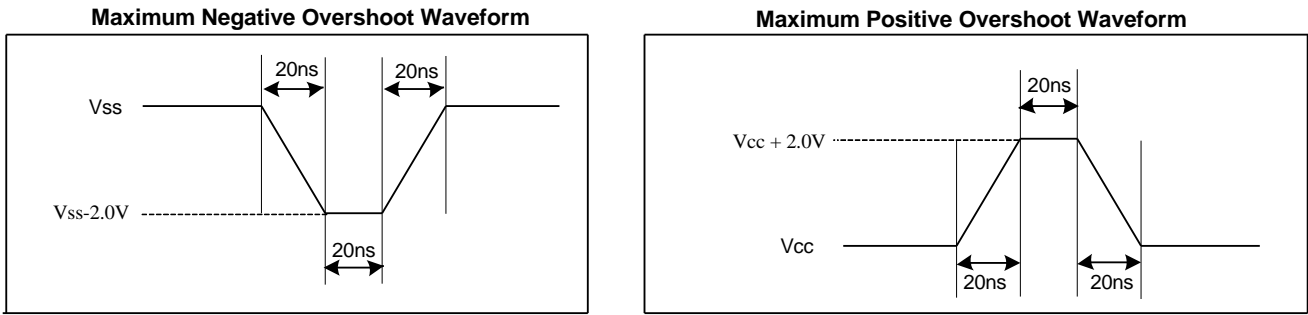 Maximum Negative Overshoot Waveform
20ns
20ns
Vss
Vss-2.0V
20ns
Maximum Positive Overshoot Waveform
20ns
Vcc + 2.0V
Vcc
20ns
20ns